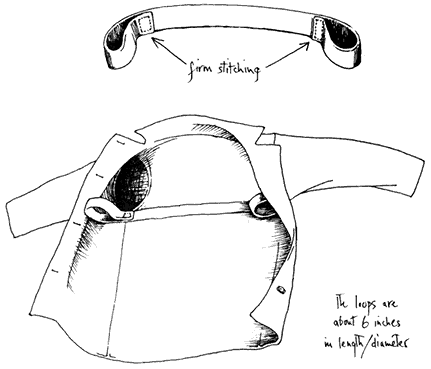 firm stitching
The loops are
about 6 inches
in length/diameter